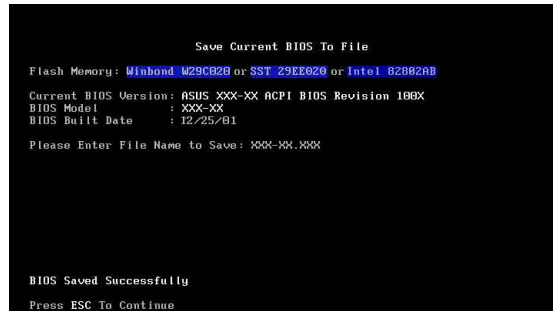 Save Current BIOS To File
Flash Memory: Winbond W29C020 or SST 29EE020 or Intel 82802AB
Current BIOS Version: ASUS XXX-XX ACPI BIOS Revision 100X
BIOS Model : XXX-XX
BIOS Built Date : 12/25/01
Please Enter File Name to Save: XXX-XX.XXX
BIOS Saved Successfully
Press ESC To Continue